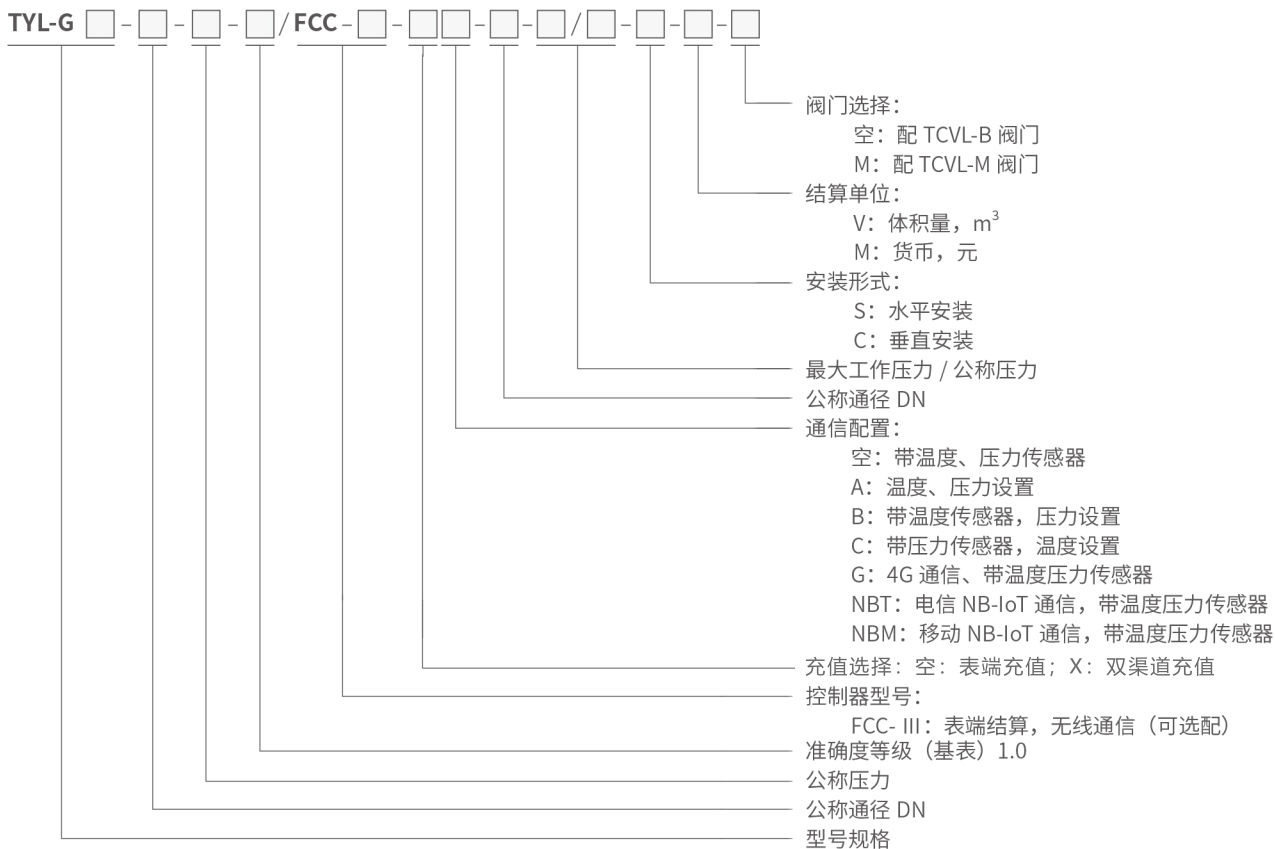 TYL-G □-□-□-□/FCC-□-□□-□-□/□-□-□-□
阀门选择：
空：配 TCVL-B 阀门
M：配 TCVL-M 阀门
结算单位：
V：体积量，m³
M：货币，元
安装形式：
S：水平安装
C：垂直安装
最大工作压力 / 公称压力
公称通径 DN
通信配置：
空：带温度、压力传感器
A：温度、压力设置
B：带温度传感器，压力设置
C：带压力传感器，温度设置
G：4G 通信、带温度压力传感器
NBT：电信 NB-IoT 通信，带温度压力传感器
NBM：移动 NB-IoT 通信，带温度压力传感器
充值选择：空：表端充值；X：双渠道充值
控制器型号：
FCC- III：表端结算，无线通信（可选配）
准确度等级（基表）1.0
公称压力
公称通径 DN
型号规格